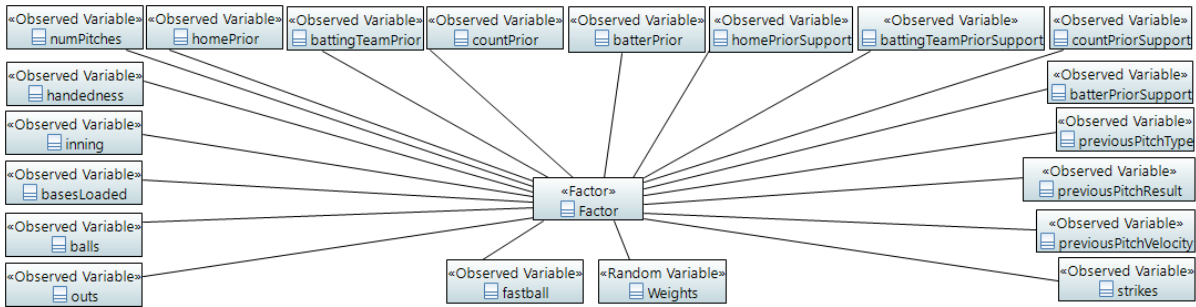 «Observed Variable»
numPitches
«Observed Variable»
homePrior
«Observed Variable»
battingTeamPrior
«Observed Variable»
countPrior
«Observed Variable»
batterPrior
«Observed Variable»
homePriorSupport
«Observed Variable»
battingTeamPriorSupport
«Observed Variable»
countPriorSupport
«Observed Variable»
handedness
«Observed Variable»
batterPriorSupport
«Observed Variable»
inning
«Observed Variable»
previousPitchType
«Observed Variable»
basesLoaded
«Factor»
Factor
«Observed Variable»
previousPitchResult
«Observed Variable»
balls
«Observed Variable»
previousPitchVelocity
«Observed Variable»
outs
«Observed Variable»
fastball
«Random Variable»
Weights
«Observed Variable»
strikes